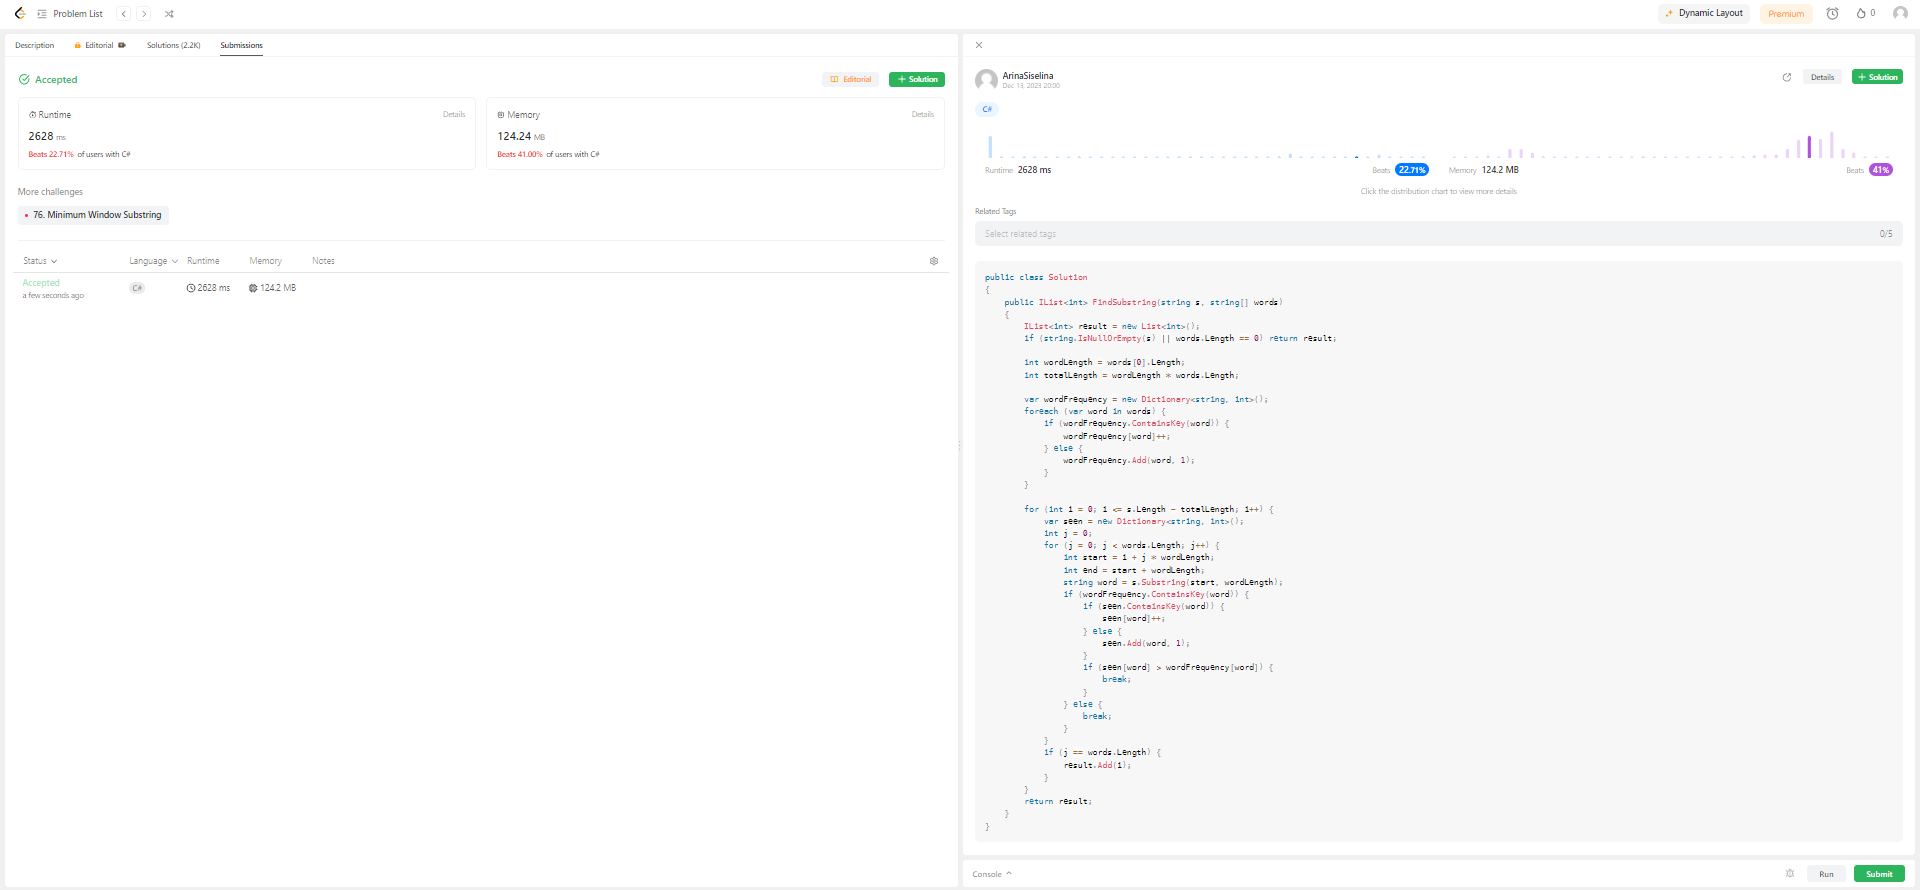 Problem List
Dynamic Layout
Premium
0
Description
Editorial
Solutions (2.2K)
Submissions
Accepted
Editorial
+ Solution
Runtime
Details
2628 ms
Beats 22.71% of users with C#
Memory
Details
124.24 MB
Beats 41.00% of users with C#
More challenges
76. Minimum Window Substring
Status
Language
Runtime
Memory
Notes
Accepted
a few seconds ago
C#
2628 ms
124.2 MB
ArinaSiselina
Dec 13, 2023 20:00
Details
+ Solution
C#
Runtime 2628 ms
Beats 22.71%
Memory 124.2 MB
Beats 41%
Click the distribution chart to view more details
Related Tags
Select related tags
0/5
public class Solution
{
public IList<int> FindSubstring(string s, string[] words)
{
IList<int> result = new List<int>();
if (string.IsNullOrEmpty(s) || words.Length == 0) return result;
int wordLength = words[0].Length;
int totalLength = wordLength * words.Length;
var wordFrequency = new Dictionary<string, int>();
foreach (var word in words) {
if (wordFrequency.ContainsKey(word)) {
wordFrequency[word]++;
} else {
wordFrequency.Add(word, 1);
}
}
for (int i = 0; i <= s.Length - totalLength; i++) {
var seen = new Dictionary<string, int>();
int j = 0;
for (j = 0; j < words.Length; j++) {
int start = i + j * wordLength;
int end = start + wordLength;
string word = s.Substring(start, wordLength);
if (wordFrequency.ContainsKey(word)) {
if (seen.ContainsKey(word)) {
seen[word]++;
} else {
seen.Add(word, 1);
}
if (seen[word] > wordFrequency[word]) {
break;
}
} else {
break;
}
}
if (j == words.Length) {
result.Add(i);
}
}
return result;
}
}
Console
Run
Submit